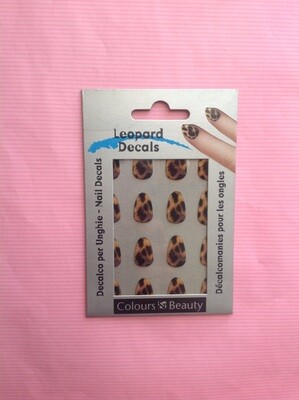 Leopard
Decals
Decalco per Unghie - Nail Decals
Décalcomanies pour les ongles
Colours & Beauty